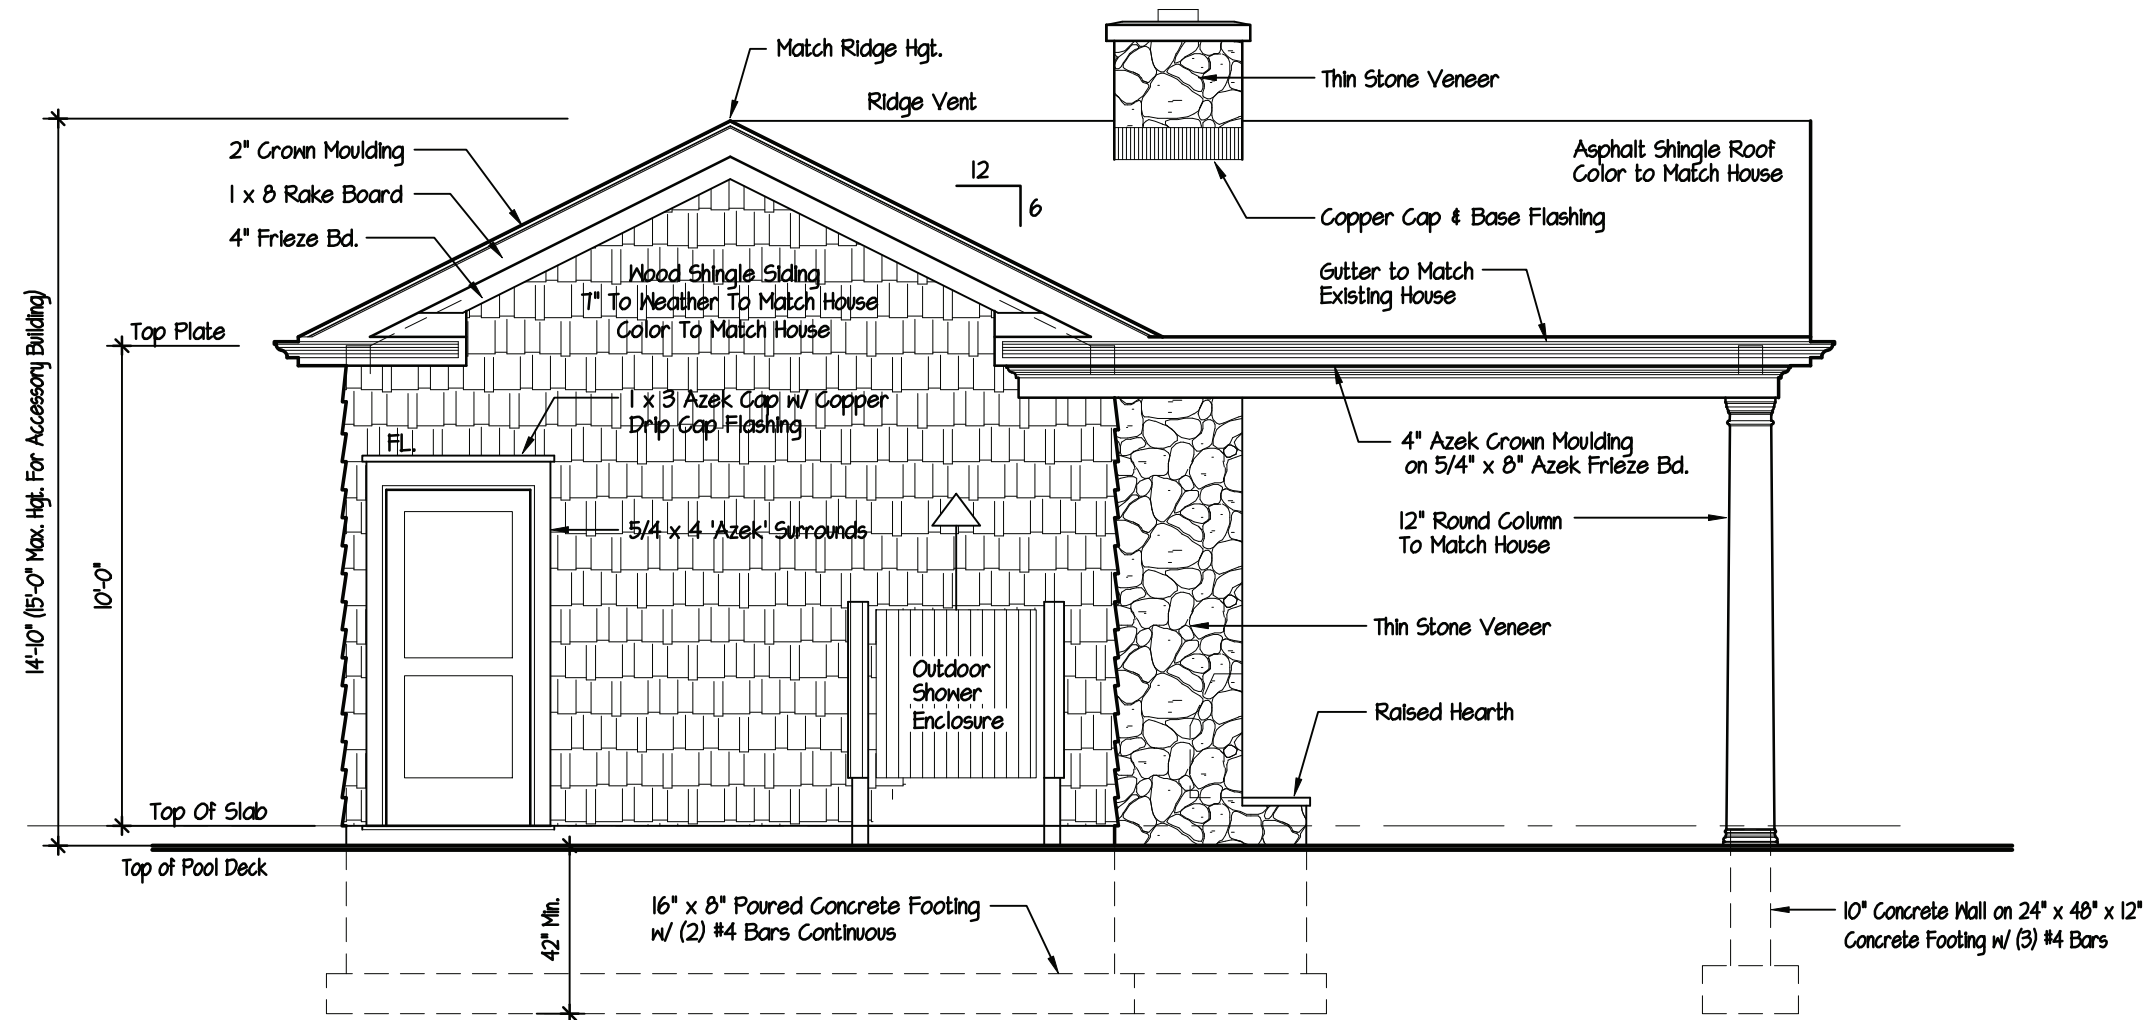 Match Ridge Hgt.
Ridge Vent
Thin Stone Veneer
2" Crown Moulding
1 x 8 Rake Board
4" Frieze Bd.
12
6
Asphalt Shingle Roof
Color to Match House
Copper Cap & Base Flashing
Gutter to Match
Existing House
Wood Shingle Siding
7" To Weather To Match House
Color To Match House
Top Plate
14'-10" (15'-0" Max. Hgt. For Accessory Building)
10'-0"
1 x 3 Azek Cap w/ Copper
Drip Cap Flashing
FL.
4" Azek Crown Moulding
on 5/4" x 8" Azek Frieze Bd.
5/4 x 4 'Azek' Surrounds
12" Round Column
To Match House
Thin Stone Veneer
Outdoor
Shower
Enclosure
Raised Hearth
Top Of Slab
Top of Pool Deck
42" Min.
16" x 8" Poured Concrete Footing
w/ (2) #4 Bars Continuous
10" Concrete Wall on 24" x 48" x 12"
Concrete Footing w/ (3) #4 Bars